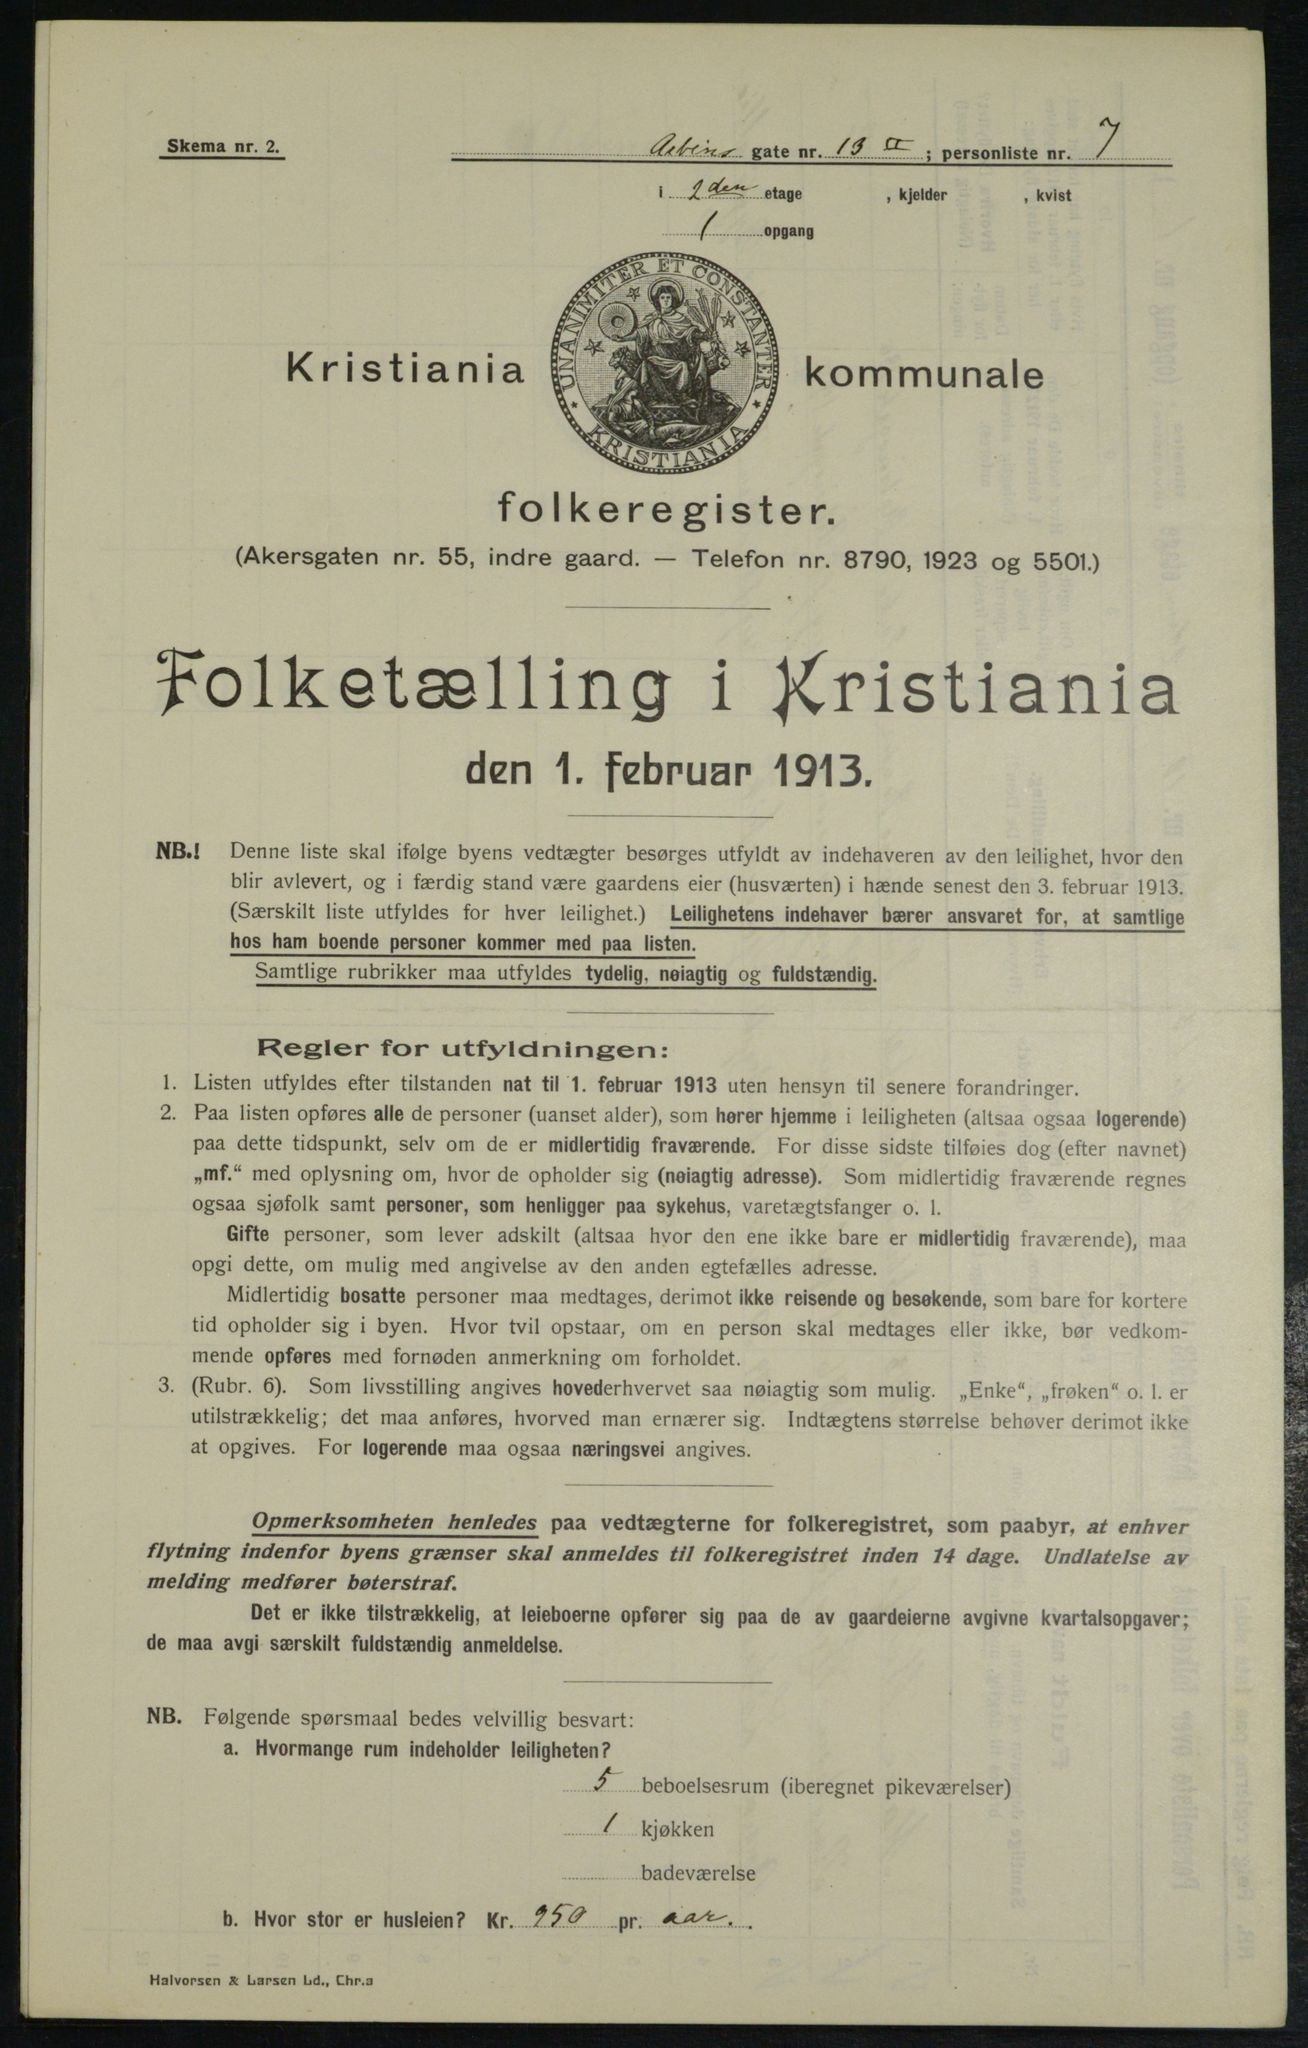 Skema nr. 2.
Arbins gate nr. 13 II; personliste nr. 7
i 2den etage , kjelder , kvist
1 opgang
UNANIMITER ET CONSTANTER
KRISTIANIA
Kristiania kommunale
folkeregister.
(Akersgaten nr. 55, indre gaard. — Telefon nr. 8790, 1923 og 5501.)
Folketælling i Kristiania
den 1. februar 1913.
NB.! Denne liste skal ifølge byens vedtægter besørges utfyldt av indehaveren av den leilighet, hvor den
blir avlevert, og i færdig stand være gaardens eier (husværten) i hænde senest den 3. februar 1913.
(Særskilt liste utfyldes for hver leilighet.) Leilighetens indehaver bærer ansvaret for, at samtlige
hos ham boende personer kommer med paa listen.
Samtlige rubrikker maa utfyldes tydelig, nøiagtig og fuldstændig.
Regler for utfyldningen:
1. Listen utfyldes efter tilstanden nat til 1. februar 1913 uten hensyn til senere forandringer.
2. Paa listen opføres alle de personer (uanset alder), som hører hjemme i leiligheten (altsaa ogsaa logerende)
paa dette tidspunkt, selv om de er midlertidig fraværende. For disse sidste tilføies dog (efter navnet)
„mf.“ med oplysning om, hvor de opholder sig (nøiagtig adresse). Som midlertidig fraværende regnes
ogsaa sjøfolk samt personer, som henligger paa sykehus, varetægtsfanger o. l.
Gifte personer, som lever adskilt (altsaa hvor den ene ikke bare er midlertidig fraværende), maa
opgi dette, om mulig med angivelse av den anden egtefælles adresse.
Midlertidig bosatte personer maa medtages, derimot ikke reisende og besøkende, som bare for kortere
tid opholder sig i byen. Hvor tvil opstaar, om en person skal medtages eller ikke, bør vedkom-
mende opføres med fornøden anmerkning om forholdet.
3. (Rubr. 6). Som livsstilling angives hovederhvervet saa nøiagtig som mulig. „Enke“, „frøken“ o. l. er
utilstrækkelig; det maa anføres, hvorved man ernærer sig. Indtægtens størrelse behøver derimot ikke
at opgives. For logerende maa ogsaa næringsvei angives.
Opmerksomheten henledes paa vedtægterne for folkeregistret, som paabyr, at enhver
flytning indenfor byens grænser skal anmeldes til folkeregistret inden 14 dage. Undlatelse av
melding medfører bøterstraf.
Det er ikke tilstrækkelig, at leieboerne opfører sig paa de av gaardeierne avgivne kvartalsopgaver;
de maa avgi særskilt fuldstændig anmeldelse.
NB. Følgende spørsmaal bedes velvillig besvart:
a. Hvormange rum indeholder leiligheten?
5 beboelsesrum (iberegnet pikeværelser)
1 kjøkken
badeværelse
b. Hvor stor er husleien? Kr. 950 pr. aar.
Halvorsen & Larsen Ld., Chr.a